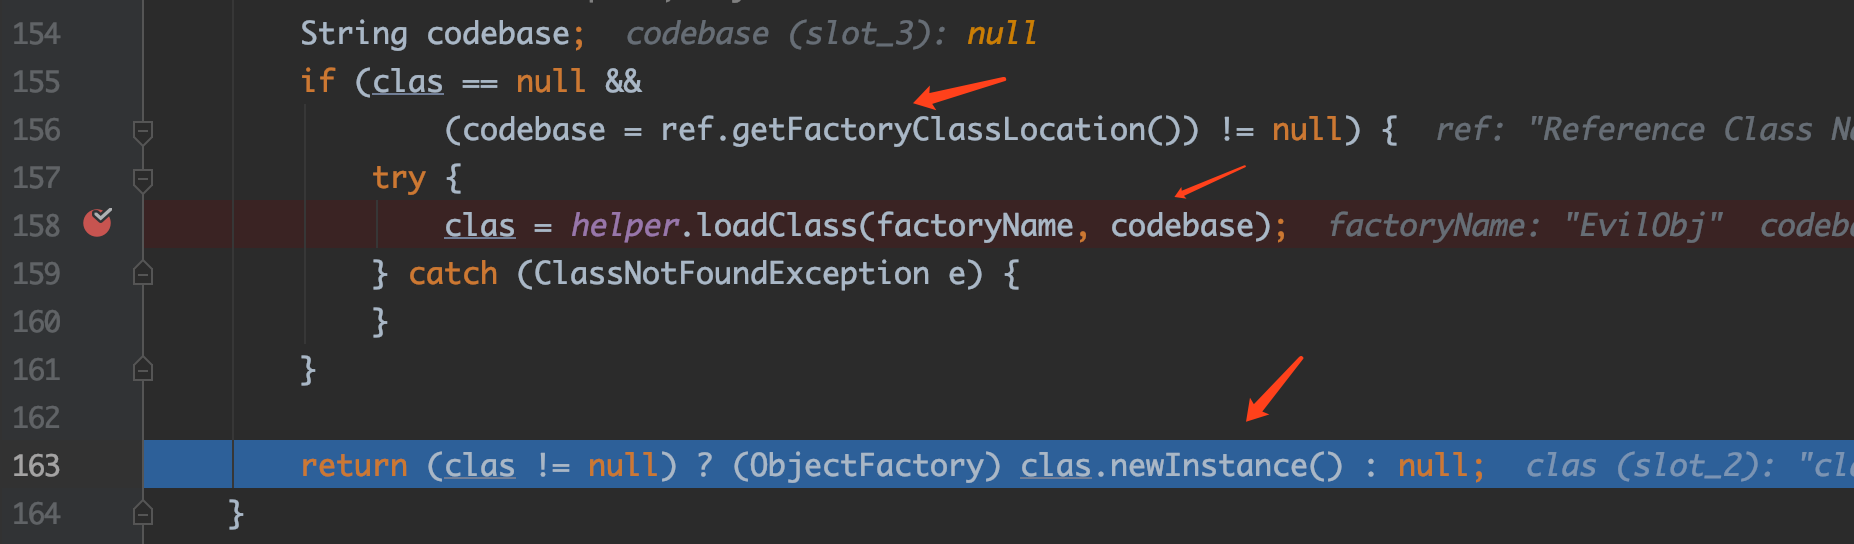 154 String codebase; codebase (slot_3): null
155 if (clas == null &&
156 (codebase = ref.getFactoryClassLocation()) != null) { ref: "Reference Class
157 try {
158 clas = helper.loadClass(factoryName, codebase); factoryName: "EvilObj"
159 } catch (ClassNotFoundException e) {
160 }
161 }
162
163 return (clas != null) ? (ObjectFactory) clas.newInstance() : null; clas (slot_2):
164 }